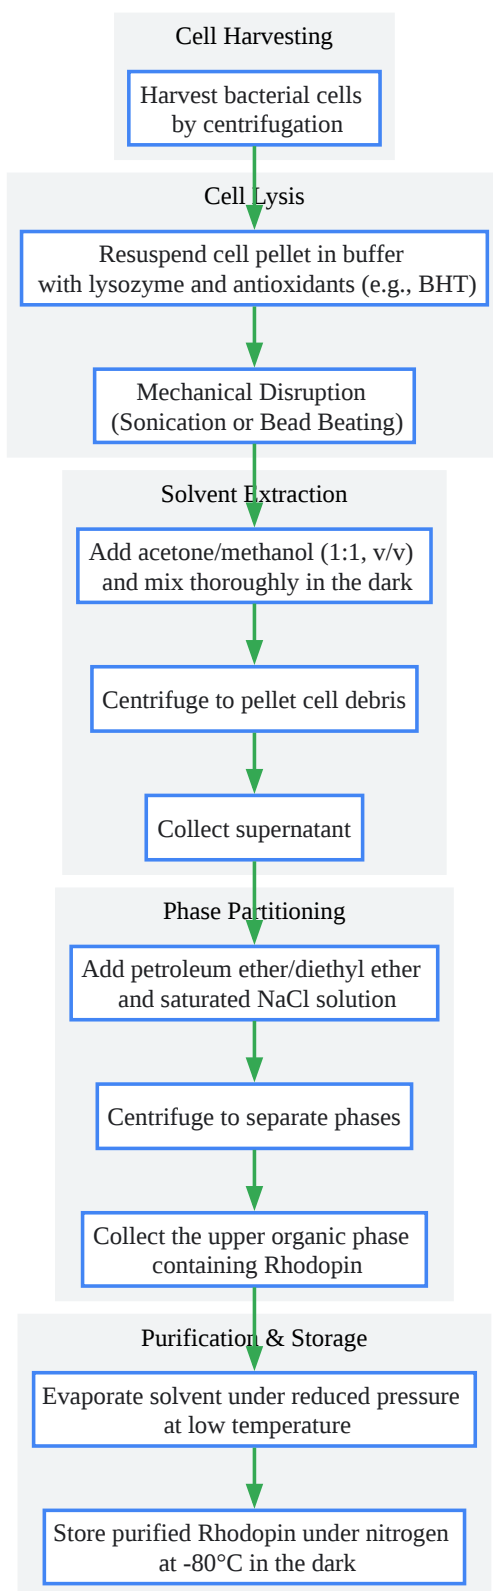 Cell Harvesting
Harvest bacterial cells
by centrifugation
Cell Lysis
Resuspend cell pellet in buffer
with lysozyme and antioxidants (e.g., BHT)
Mechanical Disruption
(Sonication or Bead Beating)
Solvent Extraction
Add acetone/methanol (1:1, v/v)
and mix thoroughly in the dark
Centrifuge to pellet cell debris
Collect supernatant
Phase Partitioning
Add petroleum ether/diethyl ether
and saturated NaCl solution
Centrifuge to separate phases
Collect the upper organic phase
containing Rhodopin
Purification & Storage
Evaporate solvent under reduced pressure
at low temperature
Store purified Rhodopin under nitrogen
at -80°C in the dark